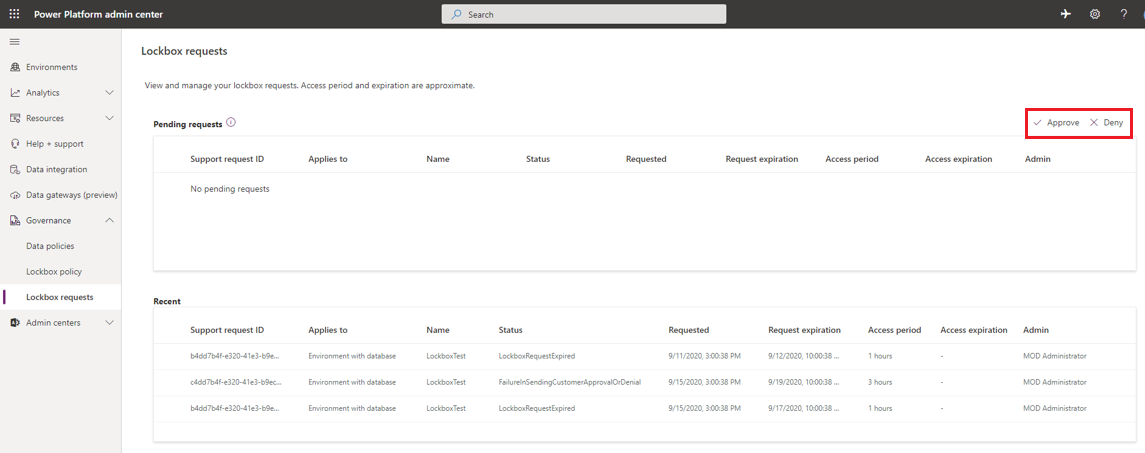 Power Platform admin center
Search
?
Environments
Analytics
Resources
Help + support
Data integration
Data gateways (preview)
Governance
Data policies
Lockbox policy
Lockbox requests
Admin centers
Lockbox requests
View and manage your lockbox requests. Access period and expiration are approximate.
Pending requests
Approve Deny
Support request ID Applies to Name Status Requested Request expiration Access period Access expiration Admin
No pending requests
Recent
Support request ID Applies to Name Status Requested Request expiration Access period Access expiration Admin
b4dd7b4f-e320-41e3-b9e... Environment with database LockboxTest LockboxRequestExpired 9/11/2020, 3:00:38 PM 9/12/2020, 10:00:38 ... 1 hours - MOD Administrator
c4dd7b4f-e320-41e3-b9ec... Environment with database LockboxTest FailureInSendingCustomerApprovalOrDenial 9/15/2020, 3:00:38 PM 9/19/2020, 10:00:38 ... 3 hours - MOD Administrator
b4dd7b4f-e320-41e3-b9e... Environment with database LockboxTest LockboxRequestExpired 9/15/2020, 3:00:38 PM 9/17/2020, 10:00:38 ... 1 hours - MOD Administrator